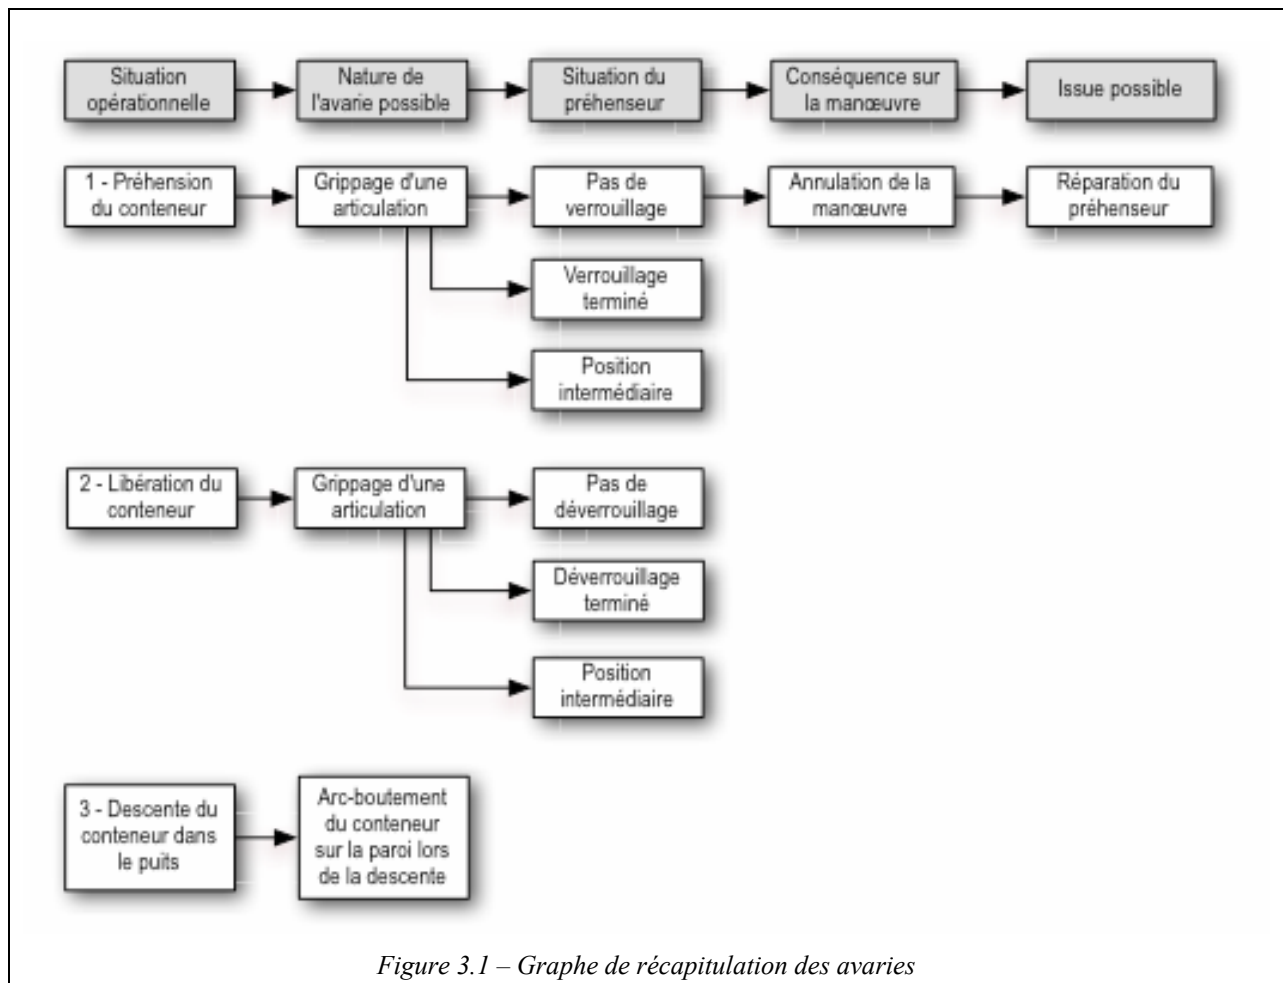 Situation
opérationnelle
Nature de
l'avarie possible
Situation du
préhenseur
Conséquence sur
la manœuvre
Issue possible
1 - Préhension
du conteneur
Grippage d'une
articulation
Pas de
verrouillage
Annulation de la
manœuvre
Réparation du
préhenseur
Verrouillage
terminé
Position
intermédiaire
2 - Libération du
conteneur
Grippage d'une
articulation
Pas de
déverrouillage
Déverrouillage
terminé
Position
intermédiaire
3 - Descente du
conteneur dans
le puits
Arc-boutement
du conteneur
sur la paroi lors
de la descente
Figure 3.1 – Graphe de récapitulation des avaries